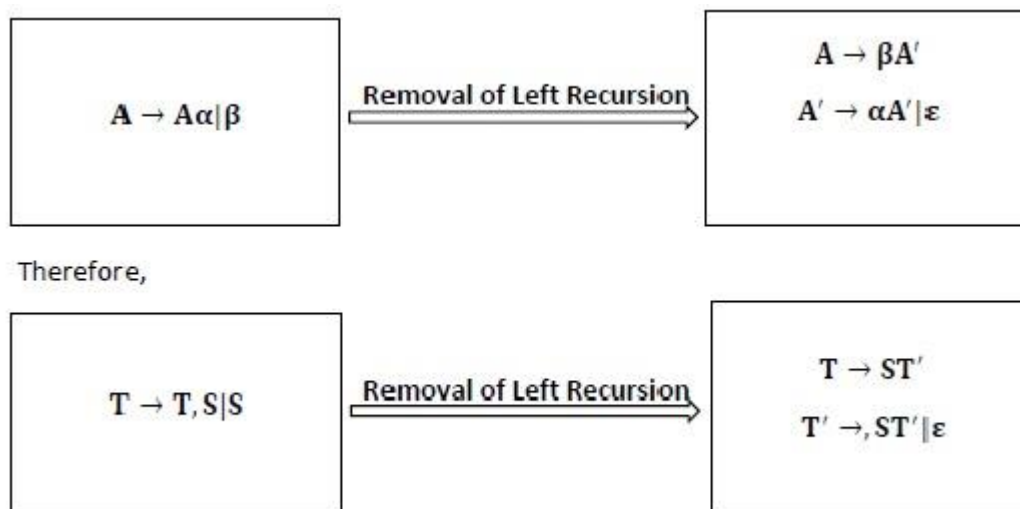 A → βA′
Removal of Left Recursion
A → Aα|β
A′ → αA′|ε
Therefore,
T → ST′
Removal of Left Recursion
T → T, S|S
T′ →, ST′|ε